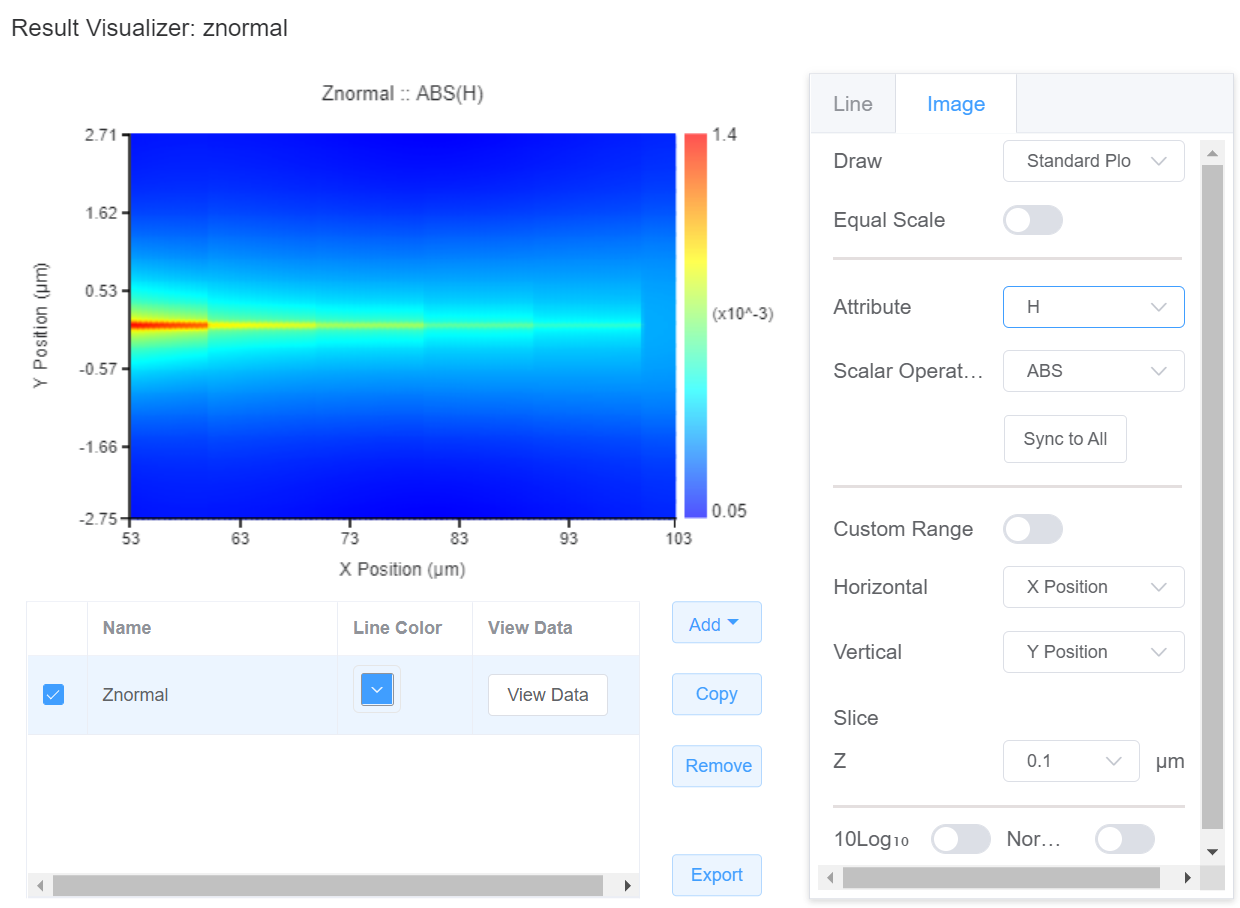 Result Visualizer: znormal
Znormal :: ABS(H)
2.71
1.62
0.53
-0.57
-1.66
-2.75
Y Position (μm)
53
63
73
83
93
103
X Position (μm)
1.4
(x10^-3)
0.05
Name
Line Color
View Data
Znormal
View Data
Add
Copy
Remove
Export
Line
Image
Draw
Standard Plo
Equal Scale
Attribute
H
Scalar Operat...
ABS
Sync to All
Custom Range
Horizontal
X Position
Vertical
Y Position
Slice
Z
0.1
μm
10Log₁₀
Nor...